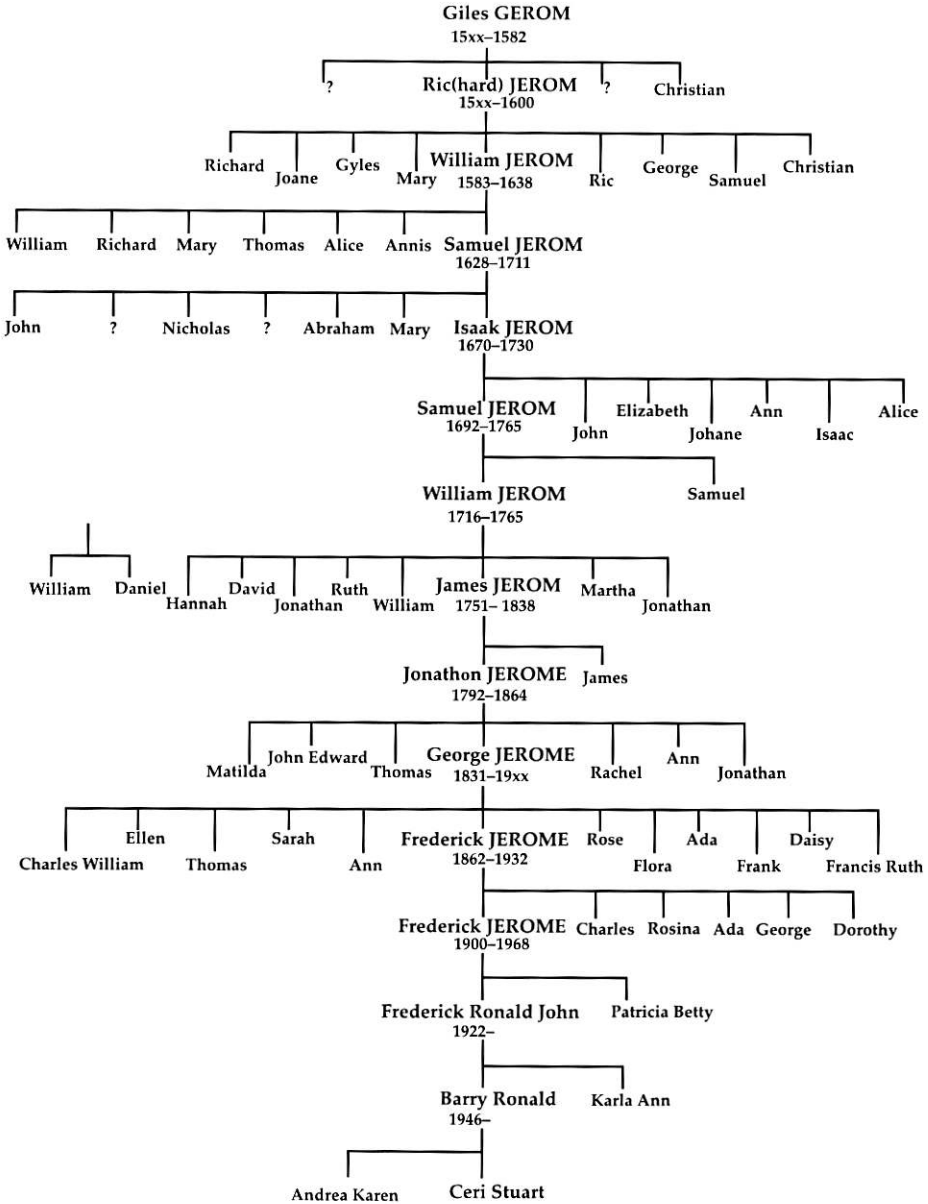 Giles GEROM
15xx–1582
? Ric(hard) JEROM ? Christian
15xx–1600
Richard Joane Gyles Mary William JEROM Ric George Samuel Christian
1583–1638
William Richard Mary Thomas Alice Annis Samuel JEROM
1628–1711
John ? Nicholas ? Abraham Mary Isaak JEROM
1670–1730
Samuel JEROM John Elizabeth Johane Ann Isaac Alice
1692–1765
William JEROM Samuel
1716–1765
William Daniel Hannah David Jonathan Ruth William James JEROM Martha Jonathan
1751– 1838
Jonathon JEROME James
1792–1864
Matilda John Edward Thomas George JEROME Rachel Ann Jonathan
1831–19xx
Charles William Ellen Thomas Sarah Ann Frederick JEROME Rose Flora Ada Frank Daisy Francis Ruth
1862–1932
Frederick JEROME Charles Rosina Ada George Dorothy
1900–1968
Frederick Ronald John Patricia Betty
1922–
Barry Ronald Karla Ann
1946–
Andrea Karen Ceri Stuart